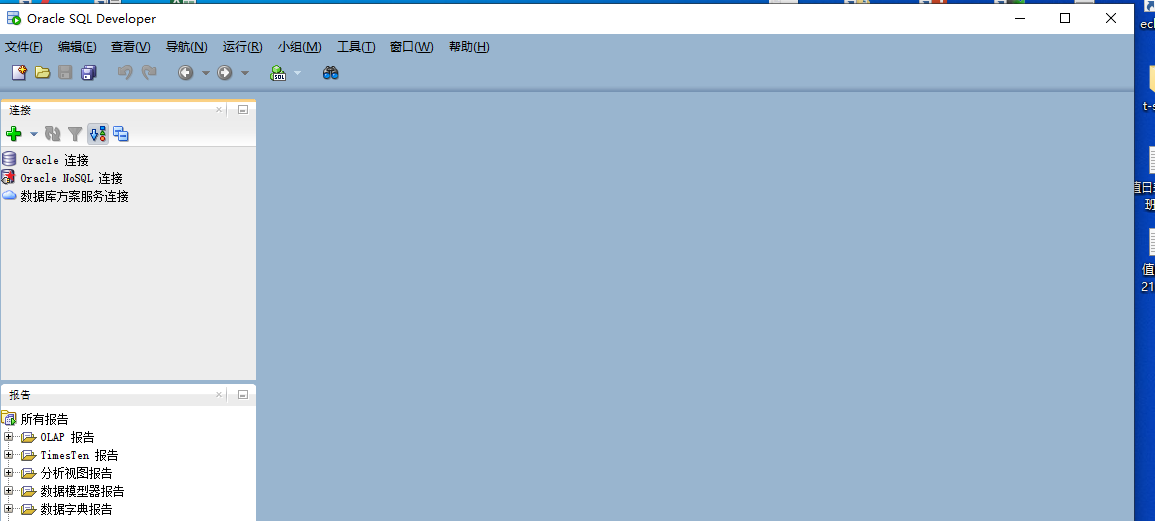 Oracle SQL Developer
文件(F) 编辑(E) 查看(V) 导航(N) 运行(R) 小组(M) 工具(T) 窗口(W) 帮助(H)
SQL
连接
Oracle 连接
Oracle NoSQL 连接
数据库方案服务连接
报告
所有报告
OLAP 报告
TimesTen 报告
分析视图报告
数据模型器报告
数据字典报告
t-s
班
值
21